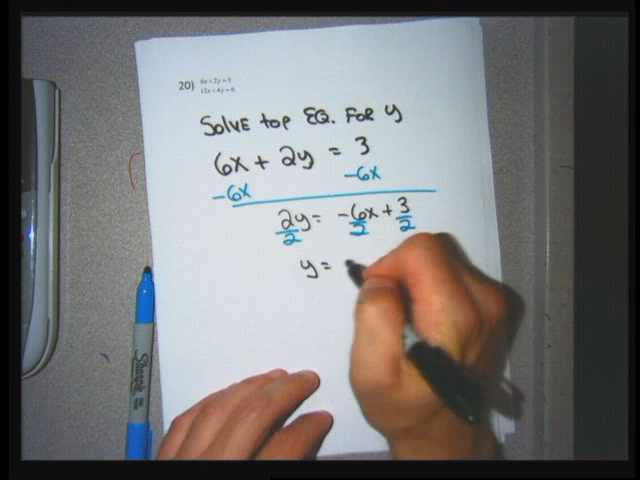 20) 6x + 2y = 3
12x + 4y = 6
SOLVE top EQ. FOR y
6x + 2y = 3
-6x -6x
2y/2 = -6x/2 + 3/2
y =
Sharpie